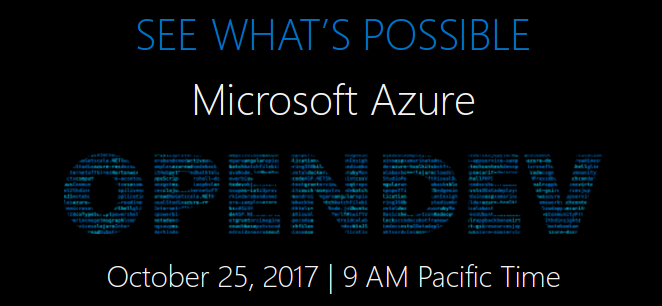 SEE WHAT'S POSSIBLE
Microsoft Azure
OPENDEV
October 25, 2017 | 9 AM Pacific Time